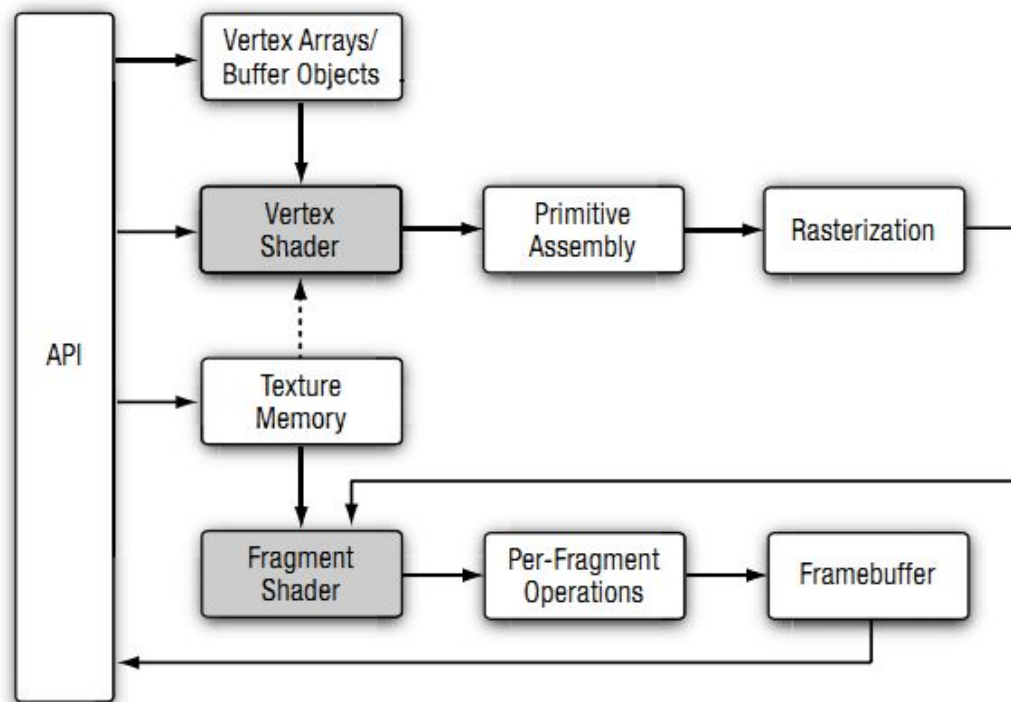 Vertex Arrays/
Buffer Objects
Vertex
Shader
Primitive
Assembly
Rasterization
API
Texture
Memory
Fragment
Shader
Per-Fragment
Operations
Framebuffer